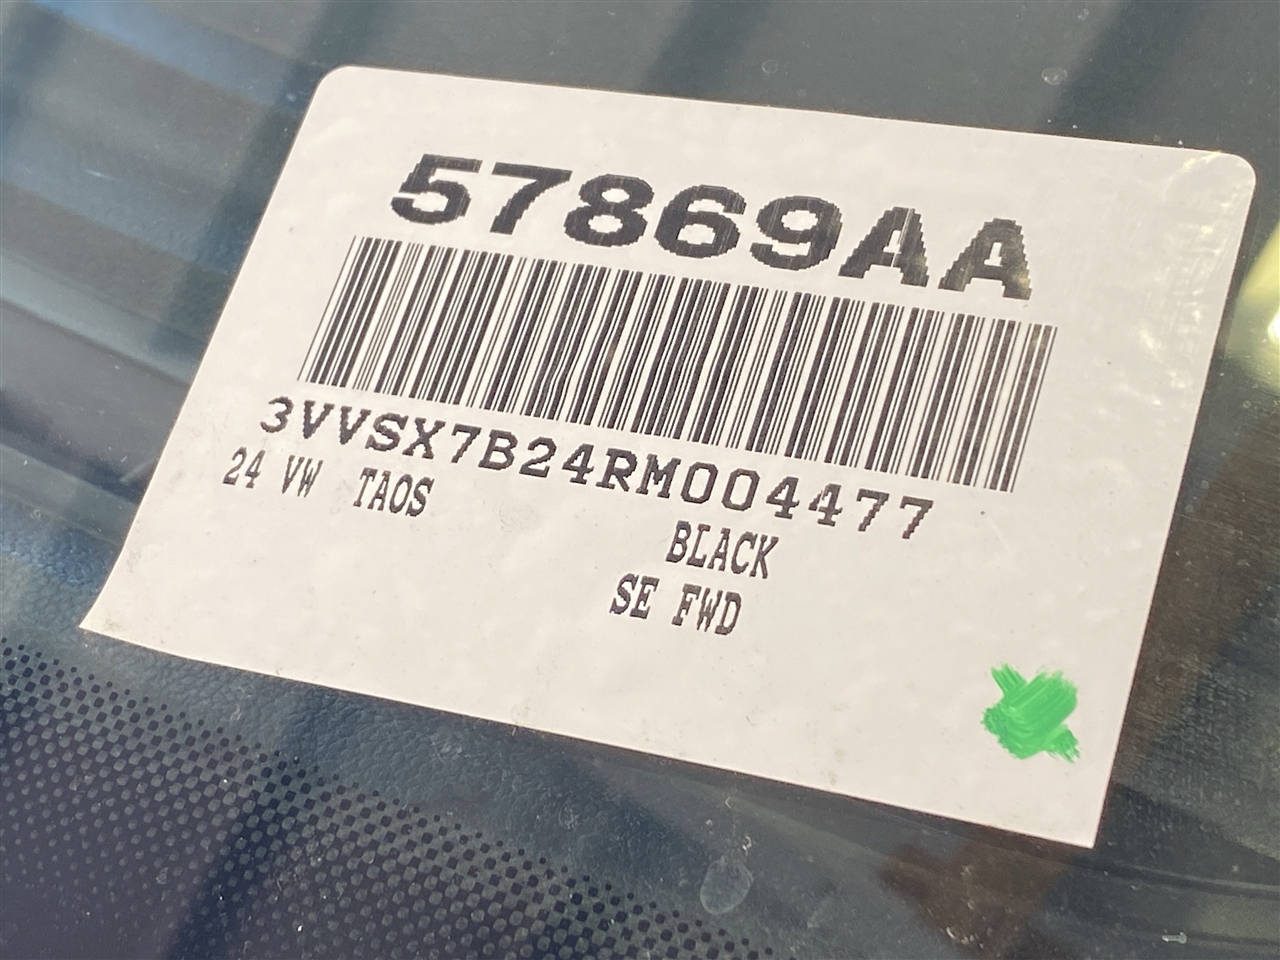 57869AA
3VVSX7B24RM004477
24 VW TAOS
BLACK
SE FWD